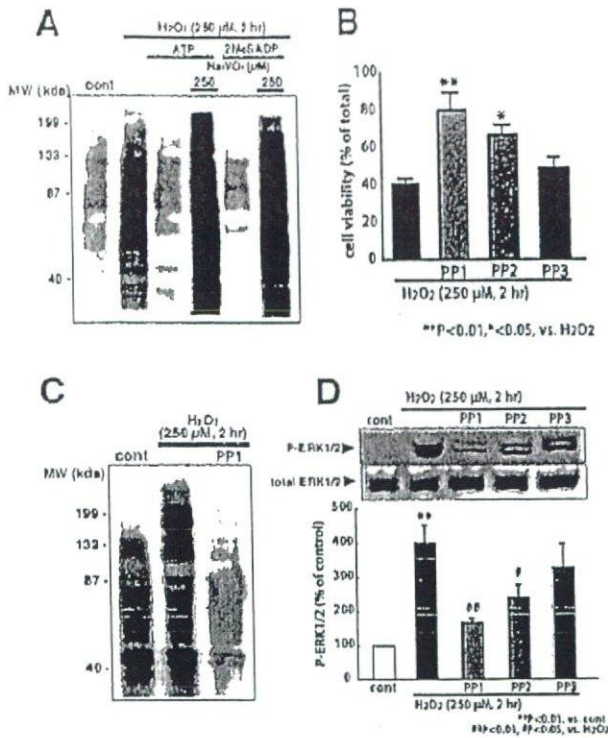 A
H₂O₂ (250 µM, 2 hr)
ATP 2MeSADP
Na₃VO₄ (µM)
MW (kda) cont 250 250
199 -
133 -
87 -
40 -
B
cell viability (% of total)
100
80
60
40
20
0
** *
PP1 PP2 PP3
H₂O₂ (250 µM, 2 hr)
**P<0.01, *<0.05, vs. H2O2
C
H₂O₂
(250 µM, 2 hr)
cont PP1
MW (kda)
199 -
133 -
87 -
40 -
D
H₂O₂ (250 µM, 2 hr)
cont PP1 PP2 PP3
P-ERK1/2
total ERK1/2
P-ERK1/2 (% of control)
500
400
300
200
100
0
** ## #
cont PP1 PP2 PP3
H₂O₂ (250 µM, 2 hr)
**P<0.01, vs. cont
##P<0.01, #P<0.05, vs. H₂O₂